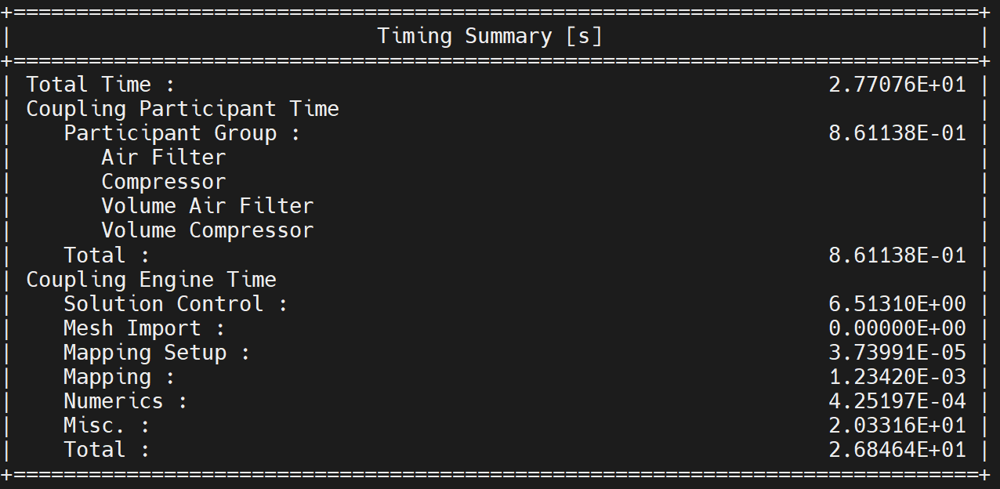 +=============================================================================+
|                              Timing Summary [s]                              |
+=============================================================================+
| Total Time :                                                    2.77076E+01 |
| Coupling Participant Time                                                   |
|    Participant Group :                                          8.61138E-01 |
|       Air Filter                                                            |
|       Compressor                                                            |
|       Volume Air Filter                                                     |
|       Volume Compressor                                                     |
|    Total :                                                      8.61138E-01 |
| Coupling Engine Time                                                        |
|    Solution Control :                                           6.51310E+00 |
|    Mesh Import :                                                0.00000E+00 |
|    Mapping Setup :                                              3.73991E-05 |
|    Mapping :                                                    1.23420E-03 |
|    Numerics :                                                   4.25197E-04 |
|    Misc. :                                                      2.03316E+01 |
|    Total :                                                      2.68464E+01 |
+=============================================================================+